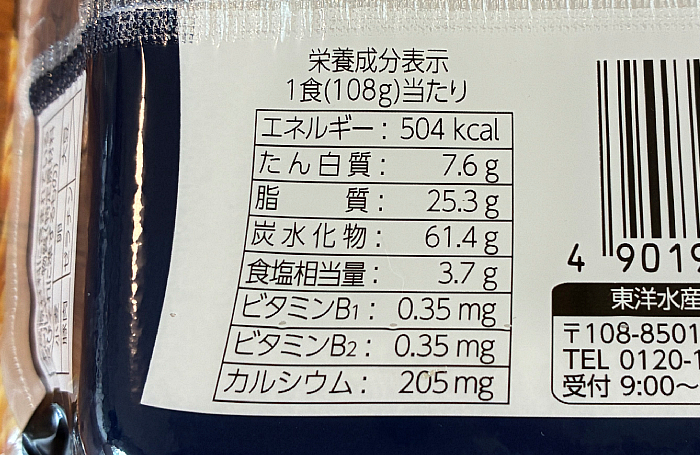 栄養成分表示
1食(108g)当たり
エネルギー: 504 kcal
たん白質: 7.6 g
脂質: 25.3 g
炭水化物: 61.4 g
食塩相当量: 3.7 g
ビタミンB1: 0.35 mg
ビタミンB2: 0.35 mg
カルシウム: 205 mg
4 9019
東洋水産
〒108-8501
TEL 0120-1
受付 9:00～